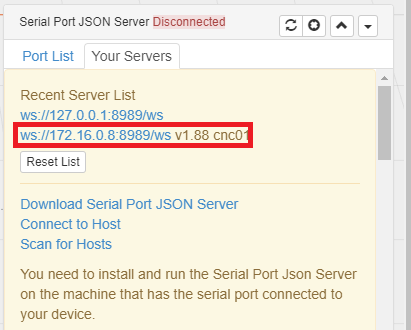 Serial Port JSON Server Disconnected
Port List Your Servers
Recent Server List
ws://127.0.0.1:8989/ws
ws://172.16.0.8:8989/ws v1.88 cnc01
Reset List
Download Serial Port JSON Server
Connect to Host
Scan for Hosts
You need to install and run the Serial Port Json Server
on the machine that has the serial port connected to
your device.